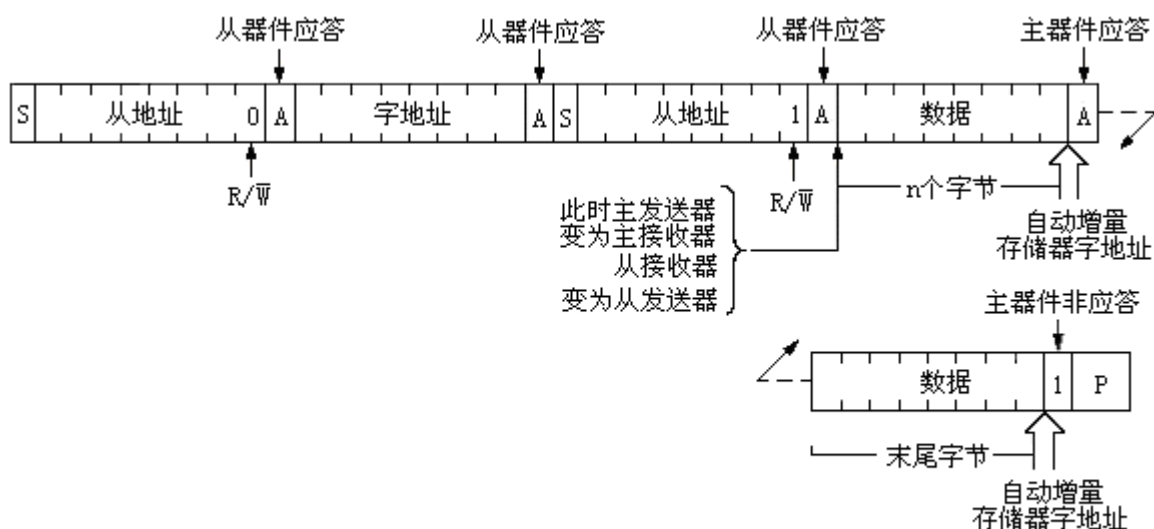 从器件应答 从器件应答 从器件应答 主器件应答
S 从地址 0 A 字地址 A S 从地址 1 A 数据 A
R/W̅ R/W̅ n个字节
此时主发送器
变为主接收器
从接收器
变为从发送器
自动增量
存储器字地址
主器件非应答
数据 1 P
末尾字节
自动增量
存储器字地址